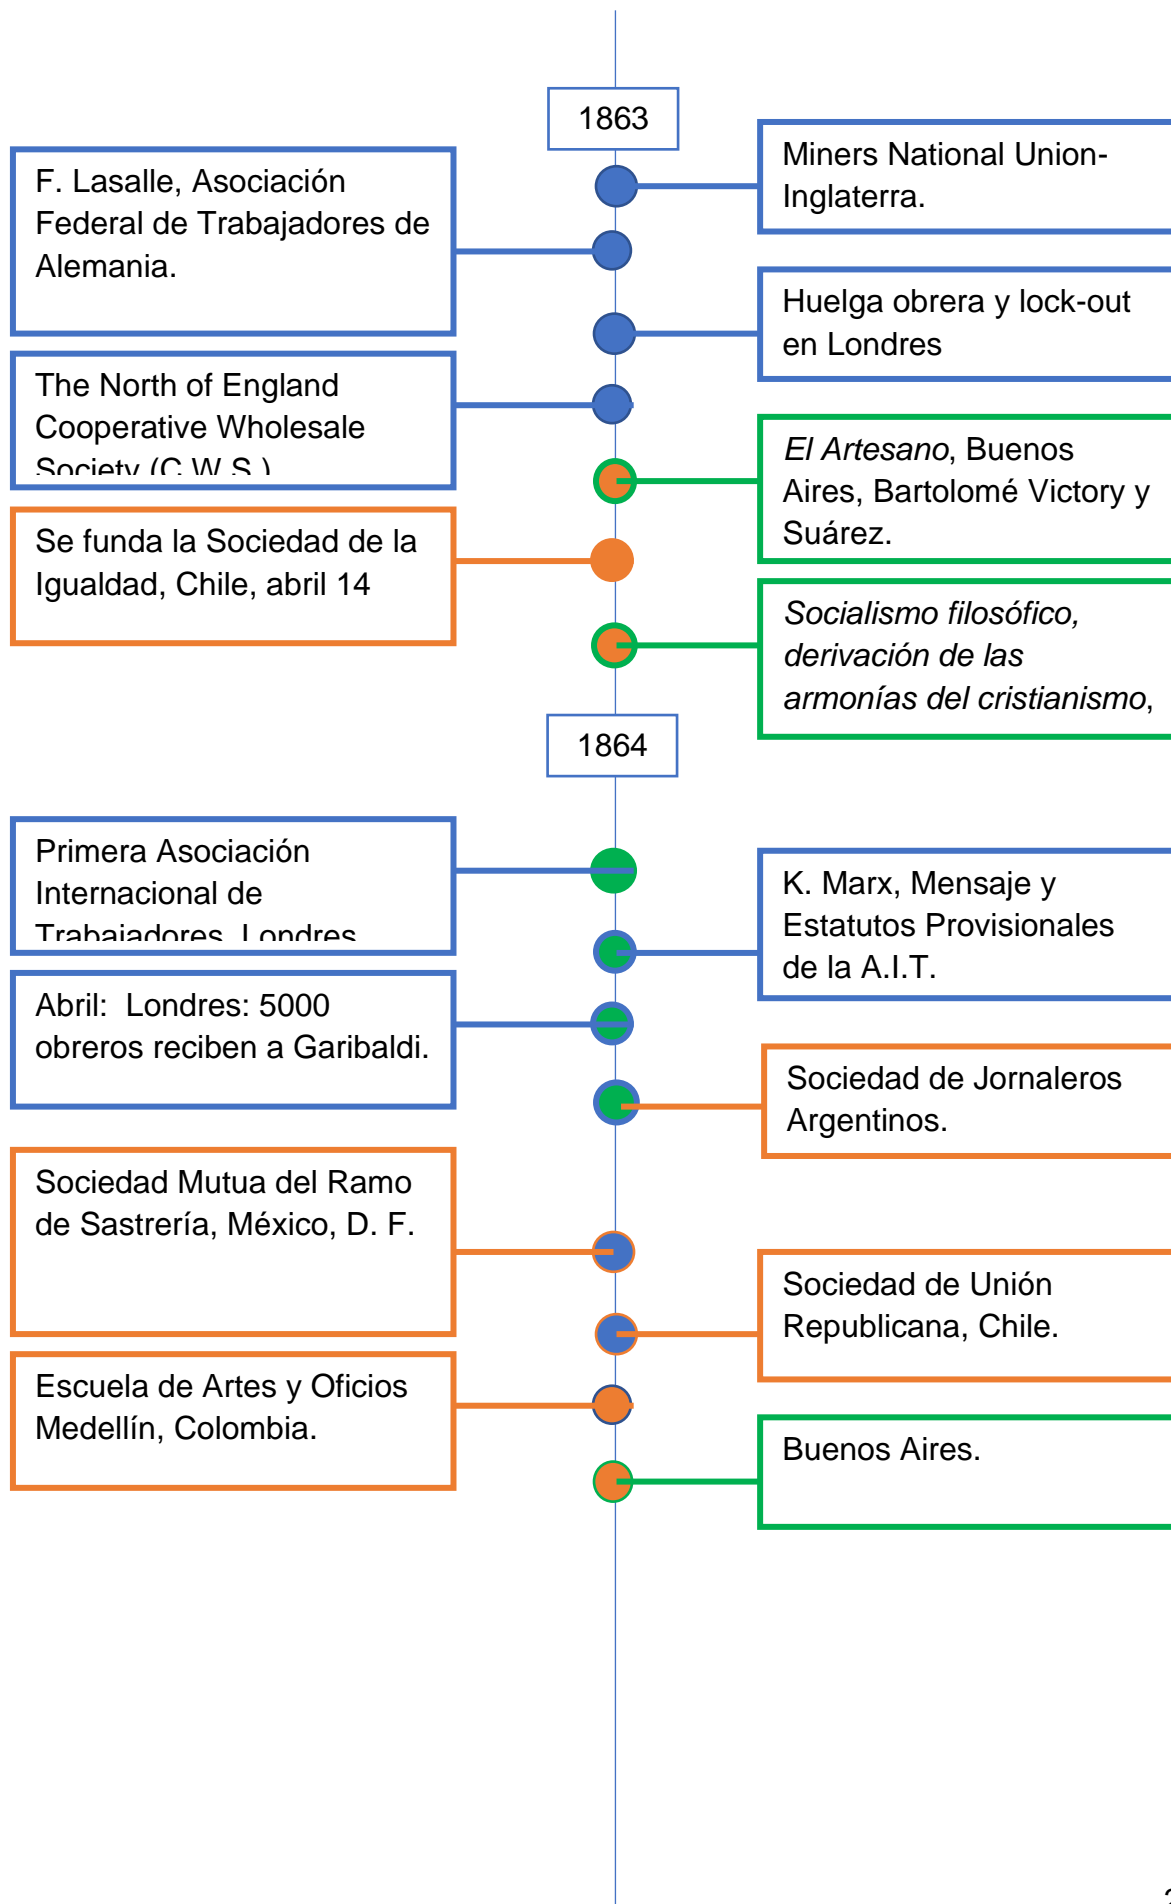 1863
Miners National Union-
Inglaterra.
F. Lasalle, Asociación
Federal de Trabajadores de
Alemania.
Huelga obrera y lock-out
en Londres
The North of England
Cooperative Wholesale
Society (C.W.S.)
El Artesano, Buenos
Aires, Bartolomé Victory y
Suárez.
Se funda la Sociedad de la
Igualdad, Chile, abril 14
Socialismo filosófico,
derivación de las
armonías del cristianismo,
1864
Primera Asociación
Internacional de
Trabajadores, Londres
K. Marx, Mensaje y
Estatutos Provisionales
de la A.I.T.
Abril:  Londres: 5000
obreros reciben a Garibaldi.
Sociedad de Jornaleros
Argentinos.
Sociedad Mutua del Ramo
de Sastrería, México, D. F.
Sociedad de Unión
Republicana, Chile.
Escuela de Artes y Oficios
Medellín, Colombia.
Buenos Aires.